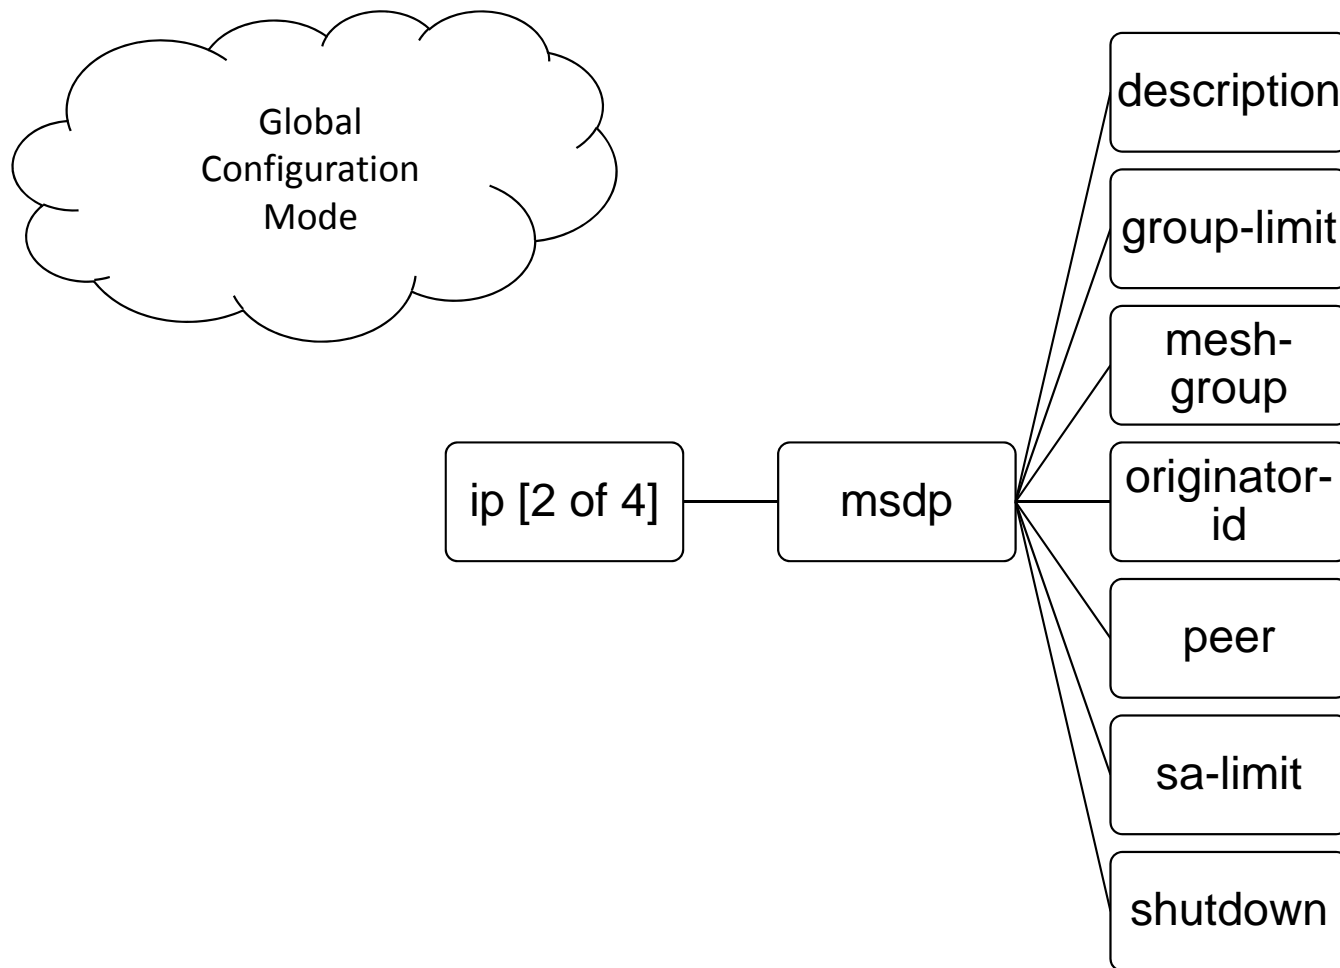 Global
Configuration
Mode
description
group-limit
mesh-
group
ip [2 of 4]
msdp
originator-
id
peer
sa-limit
shutdown